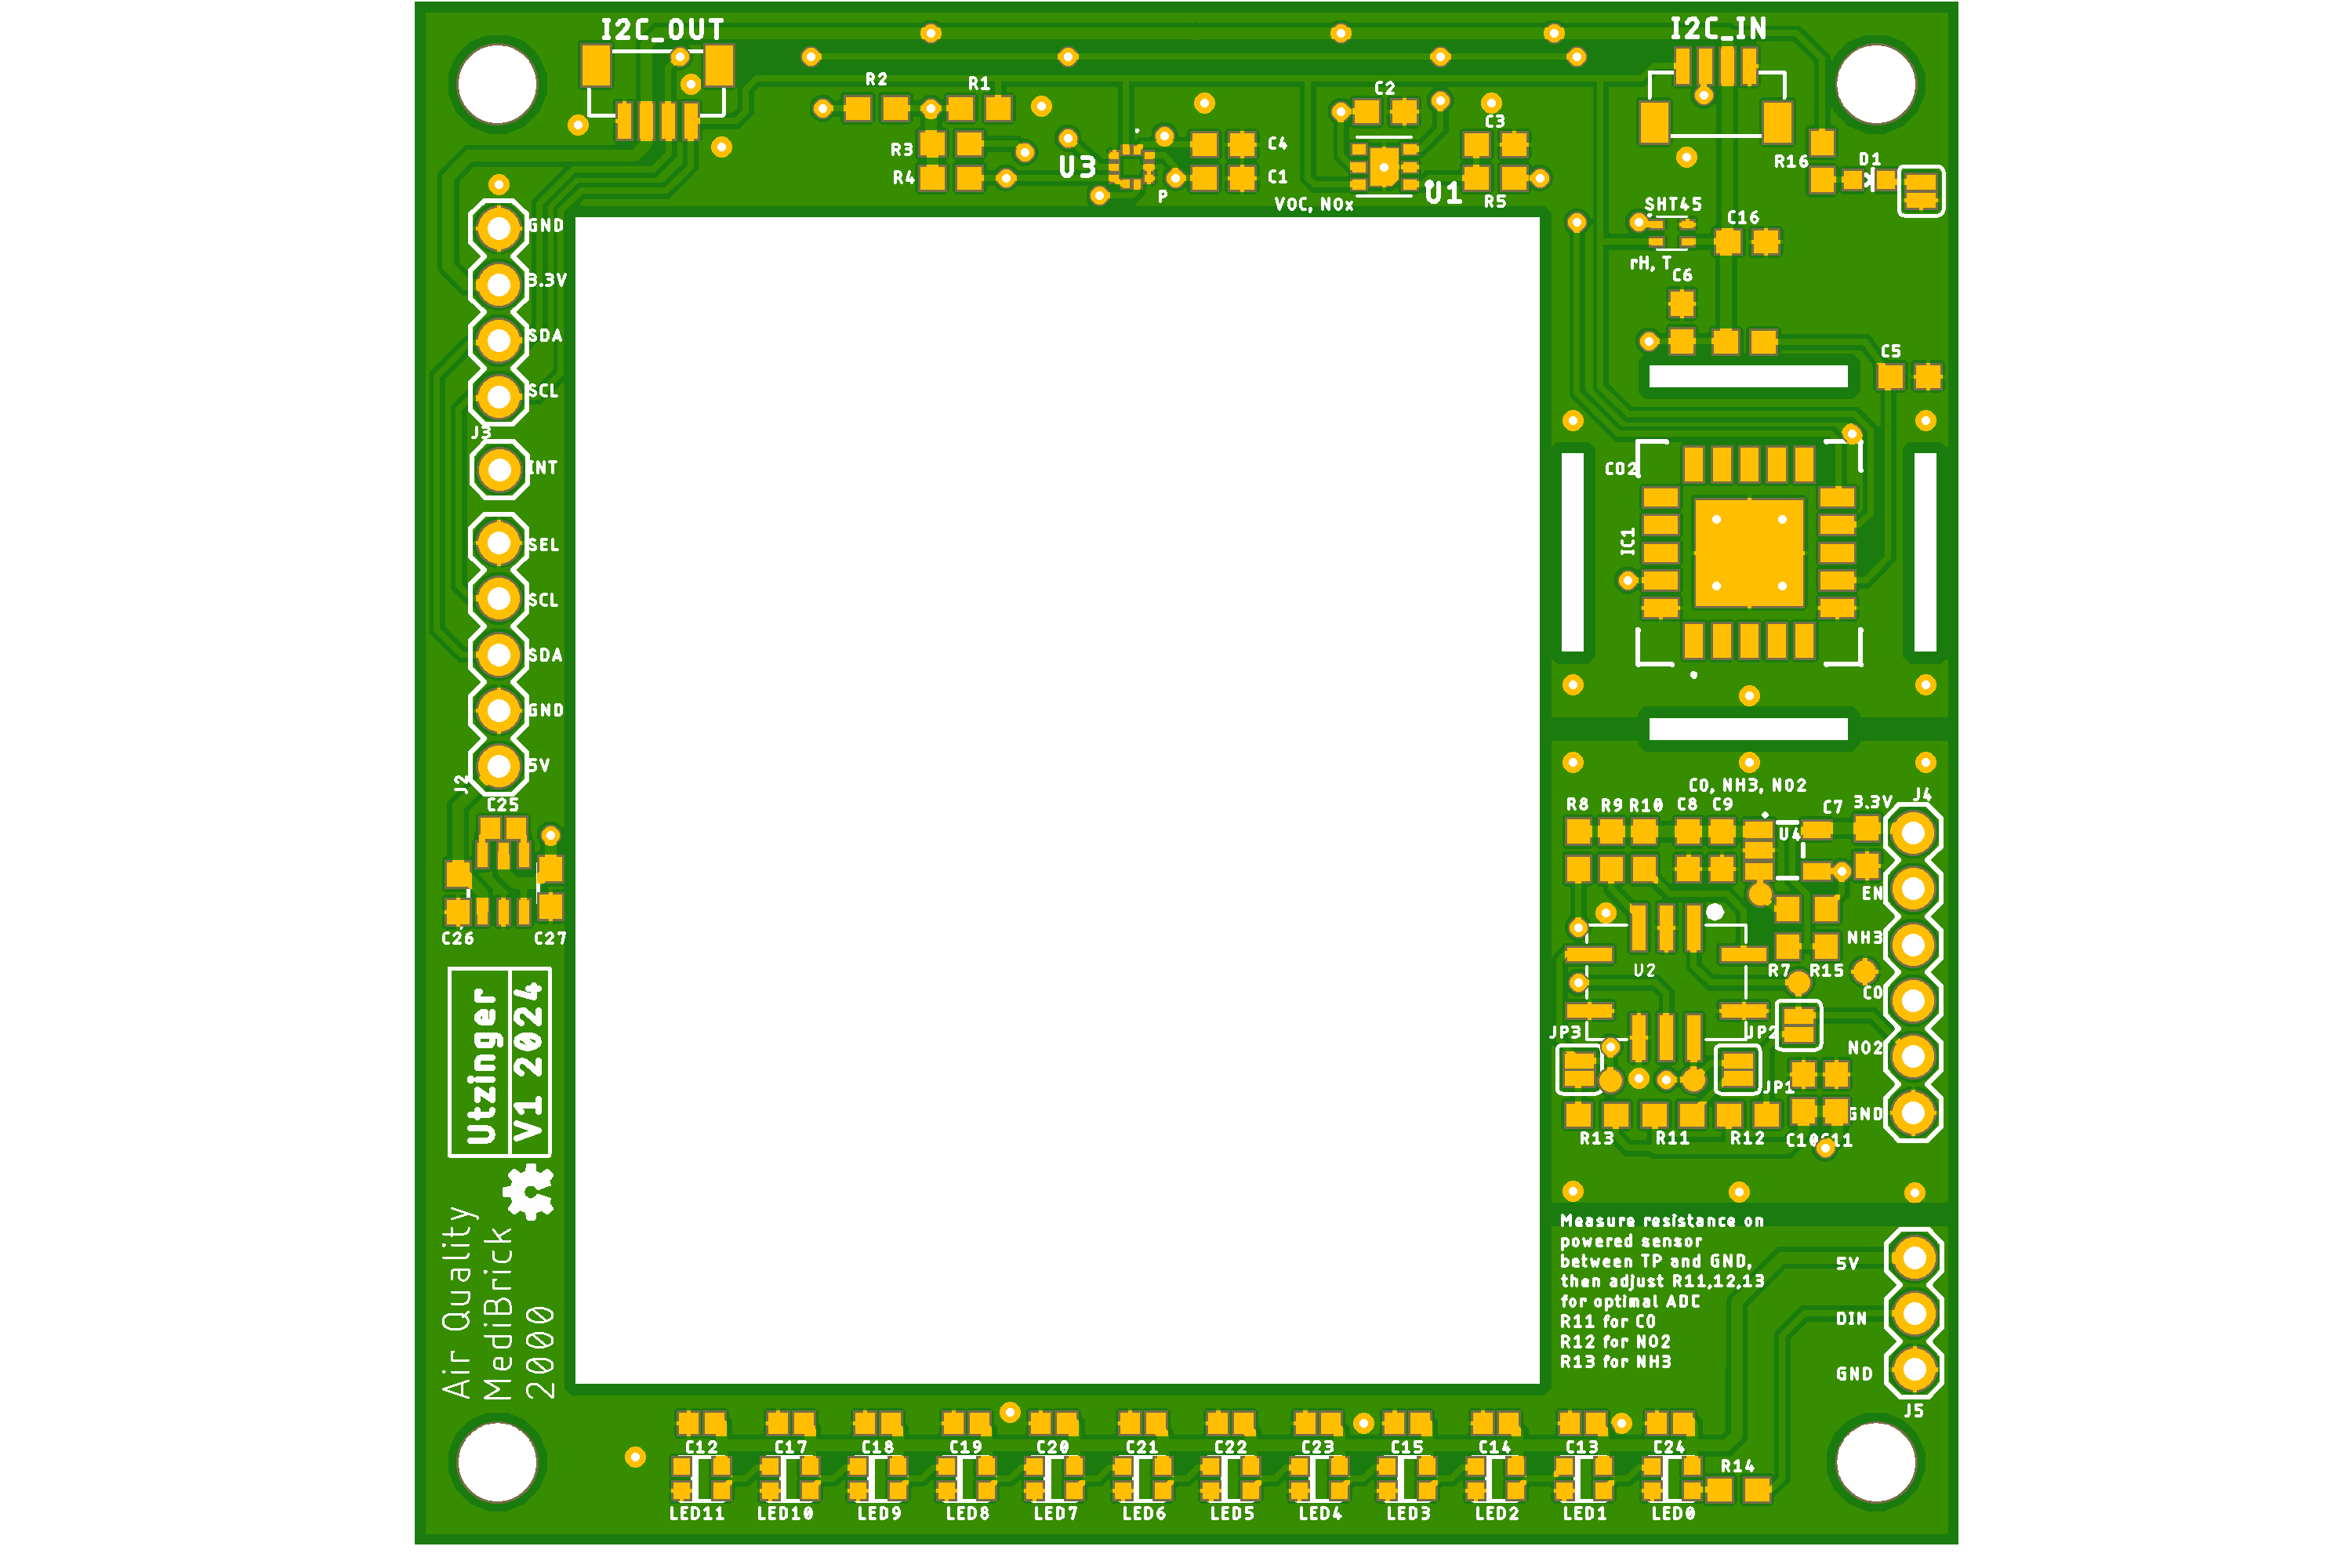 I2C_OUT
I2C_IN
R2
R1
C2
C3
R3
R4
U3
P
C4
C1
VOC, NOx
U1
R5
R16
D1
SHT45
C16
rH, T
C6
C5
GND
3.3V
SDA
SCL
J3
INT
SEL
SCL
SDA
GND
5V
J2
C25
C26
C27
CO2
IC1
CO, NH3, NO2
R8
R9
R10
C8
C9
U4
C7
3.3V
J4
EN
NH3
CO
NO2
GND
U2
R7
R15
JP3
JP2
JP1
R13
R11
R12
C10
C11
Utzinger
V1 2024
Air Quality
MediBrick
2000
Measure resistance on
powered sensor
between TP and GND,
then adjust R11,12,13
for optimal ADC
R11 for CO
R12 for NO2
R13 for NH3
5V
DIN
GND
J5
C12
C17
C18
C19
C20
C21
C22
C23
C15
C14
C13
C24
R14
LED11
LED10
LED9
LED8
LED7
LED6
LED5
LED4
LED3
LED2
LED1
LED0